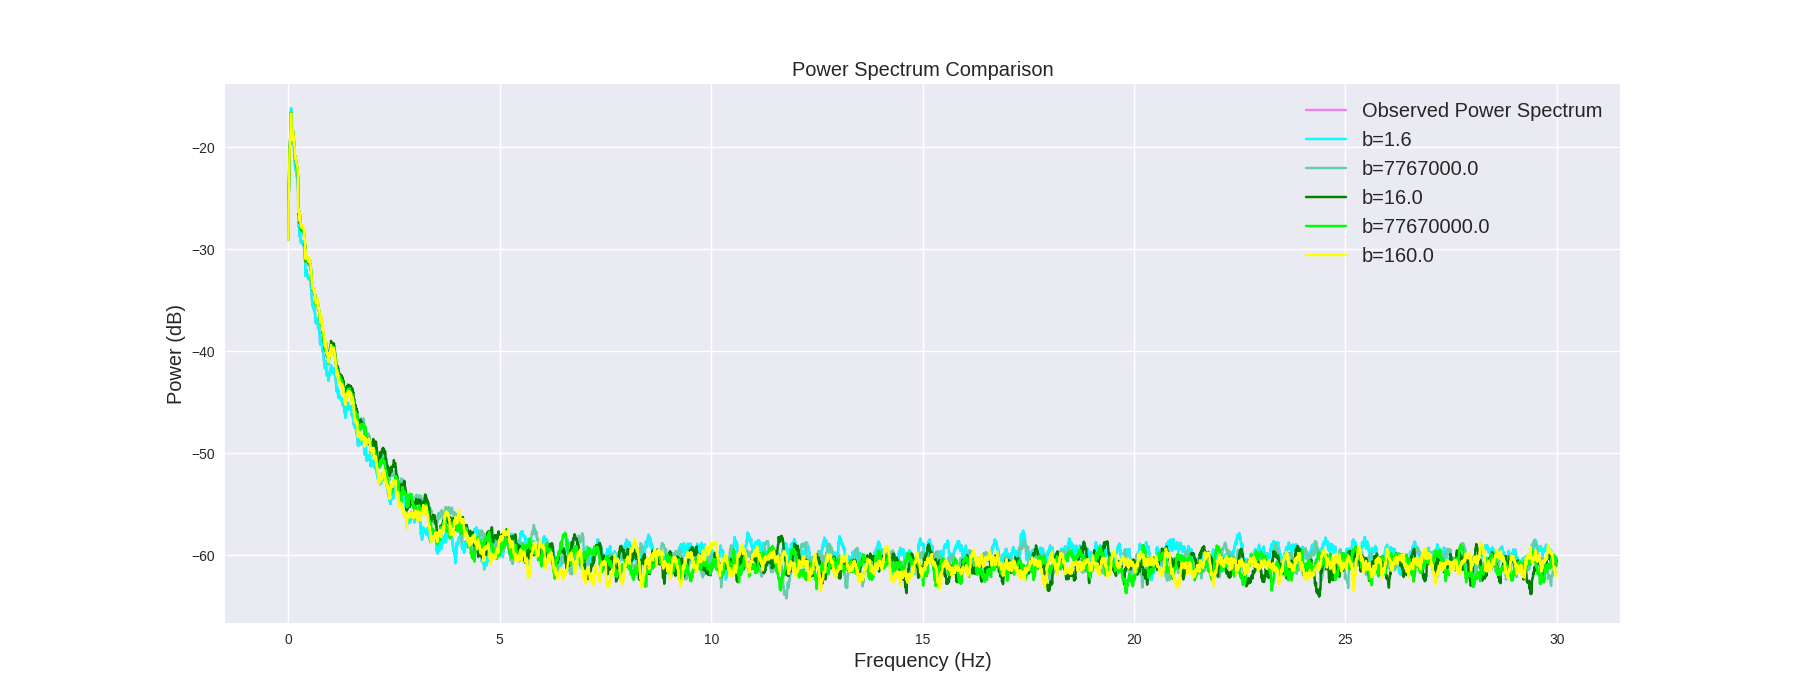 Power Spectrum Comparison
Observed Power Spectrum
b=1.6
b=7767000.0
b=16.0
b=77670000.0
b=160.0
Power (dB)
−20
−30
−40
−50
−60
0 5 10 15 20 25 30
Frequency (Hz)